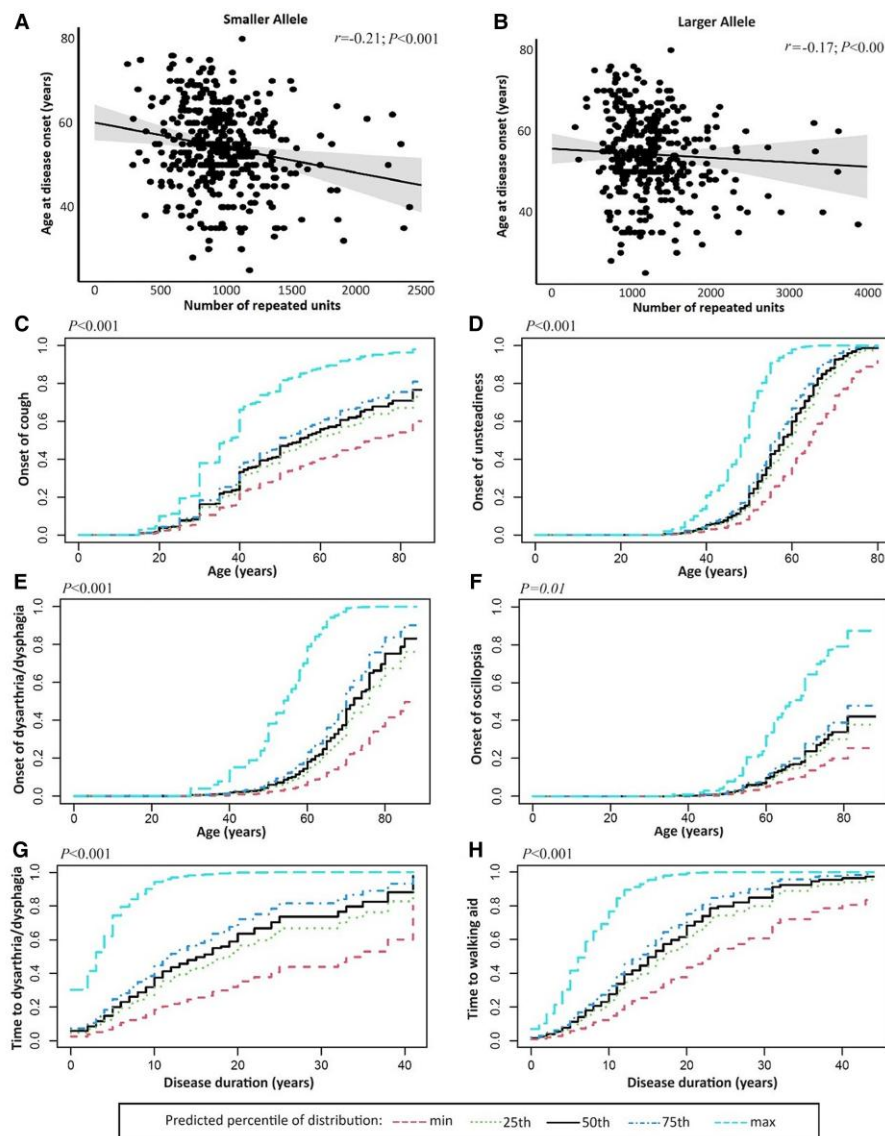 A
Smaller Allele
r=-0.21; P<0.001
80
60
40
Age at disease onset (years)
0 500 1000 1500 2000 2500
Number of repeated units
B
Larger Allele
r=-0.17; P<0.00
80
60
40
Age at disease onset (years)
0 1000 2000 3000 4000
Number of repeated units
C
P<0.001
1.0
0.8
0.6
0.4
0.2
0.0
Onset of cough
0 20 40 60 80
Age (years)
D
P<0.001
1.0
0.8
0.6
0.4
0.2
0.0
Onset of unsteadiness
0 20 40 60 80
Age (years)
E
P<0.001
1.0
0.8
0.6
0.4
0.2
0.0
Onset of dysarthria/dysphagia
0 20 40 60 80
Age (years)
F
P=0.01
1.0
0.8
0.6
0.4
0.2
0.0
Onset of oscillopsia
0 20 40 60 80
Age (years)
G
P<0.001
1.0
0.8
0.6
0.4
0.2
0.0
Time to dysarthria/dysphagia
0 10 20 30 40
Disease duration (years)
H
P<0.001
1.0
0.8
0.6
0.4
0.2
0.0
Time to walking aid
0 10 20 30 40
Disease duration (years)
Predicted percentile of distribution: min 25th 50th 75th max